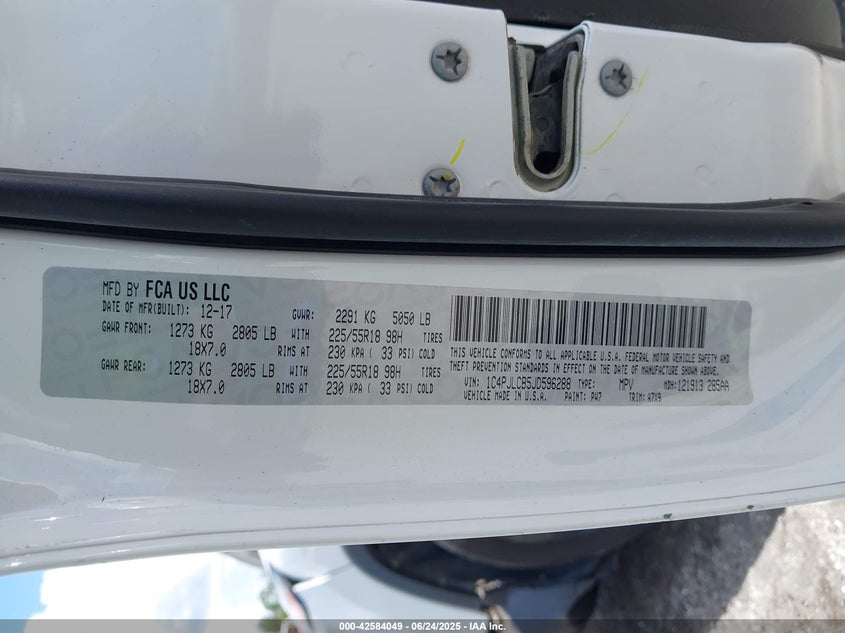 MFD BY FCA US LLC
DATE OF MFR(BUILT): 12-17 GVWR: 2291 KG 5050 LB
GAWR FRONT: 1273 KG 2805 LB WITH 225/55R18 98H TIRES
18X7.0 RIMS AT 230 KPA ( 33 PSI) COLD
GAWR REAR: 1273 KG 2805 LB WITH 225/55R18 98H TIRES
18X7.0 RIMS AT 230 KPA ( 33 PSI) COLD
THIS VEHICLE CONFORMS TO ALL APPLICABLE U.S.A. FEDERAL MOTOR VEHICLE SAFETY AND
THEFT PREVENTION STANDARDS IN EFFECT ON THE DATE OF MANUFACTURE SHOWN ABOVE.
VIN: 1C4PJLCB5JD596288 TYPE: MPV MDH: 121913 285AA
VEHICLE MADE IN U.S.A. PAINT: PW7 TRIM: A7X9
000-42584049 | 06/24/2025 | IAA Inc.